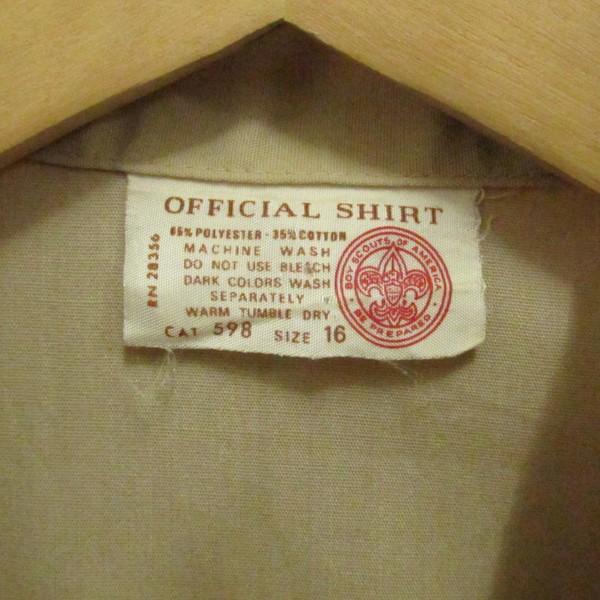 OFFICIAL SHIRT
65% POLYESTER - 35% COTTON
MACHINE WASH
DO NOT USE BLEACH
DARK COLORS WASH
SEPARATELY
WARM TUMBLE DRY
CAT 598 SIZE 16
RN 28356
BOY SCOUTS OF AMERICA
BE PREPARED